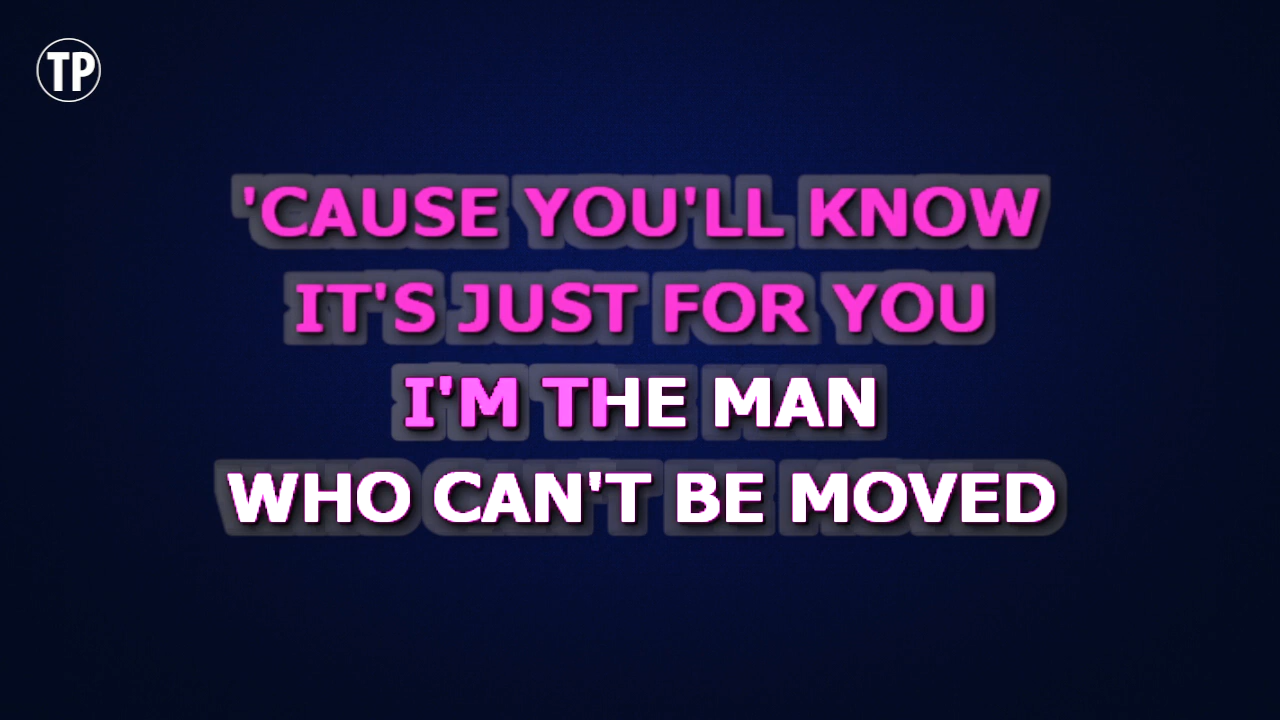 TP
'CAUSE YOU'LL KNOW
IT'S JUST FOR YOU
I'M THE MAN
WHO CAN'T BE MOVED